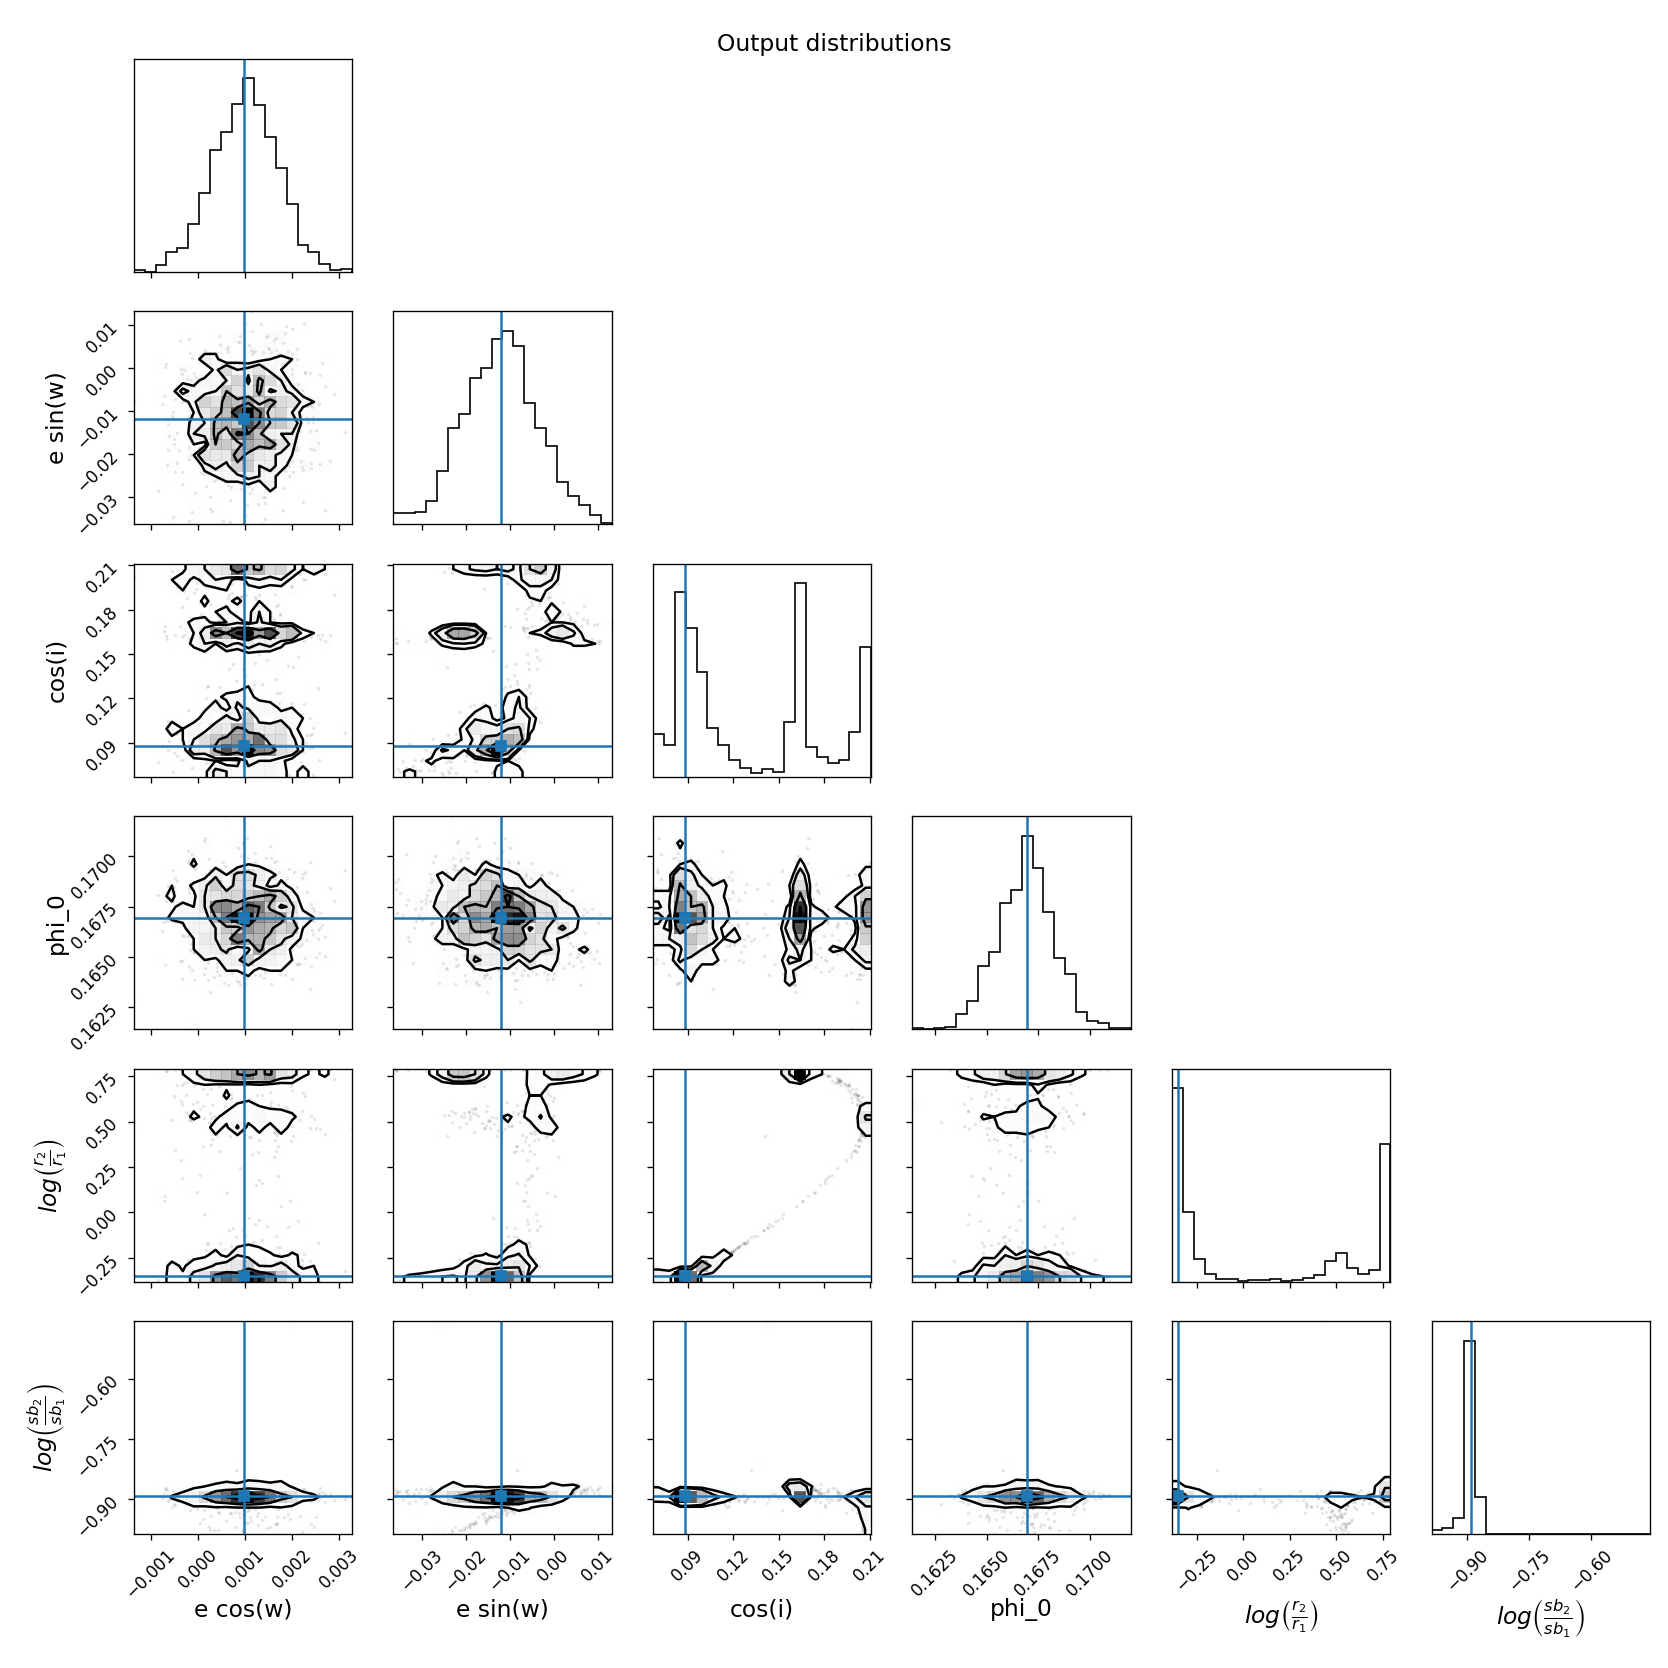 Output distributions
0.01
0.00
−0.01
−0.02
−0.03
e sin(w)
0.21
0.18
0.15
0.12
0.09
cos(i)
0.1700
0.1675
0.1650
0.1625
phi_0
0.75
0.50
0.25
0.00
−0.25
log(r2/r1)
−0.60
−0.75
−0.90
log(sb2/sb1)
−0.001 0.000 0.001 0.002 0.003
−0.03 −0.02 −0.01 0.00 0.01
0.09 0.12 0.15 0.18 0.21
0.1625 0.1650 0.1675 0.1700
−0.25 0.00 0.25 0.50 0.75
−0.90 −0.75 −0.60
e cos(w) e sin(w) cos(i) phi_0 log(r2/r1) log(sb2/sb1)